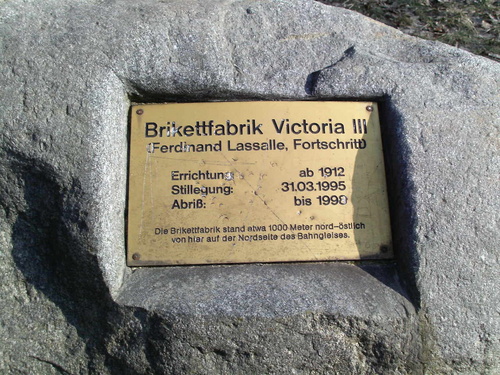 Brikettfabrik Victoria III
(Ferdinand Lassalle, Fortschritt)
Errichtung: ab 1912
Stillegung: 31.03.1995
Abriß: bis 1998
Die Brikettfabrik stand etwa 1000 Meter nord-östlich
von hier auf der Nordseite des Bahngleises.